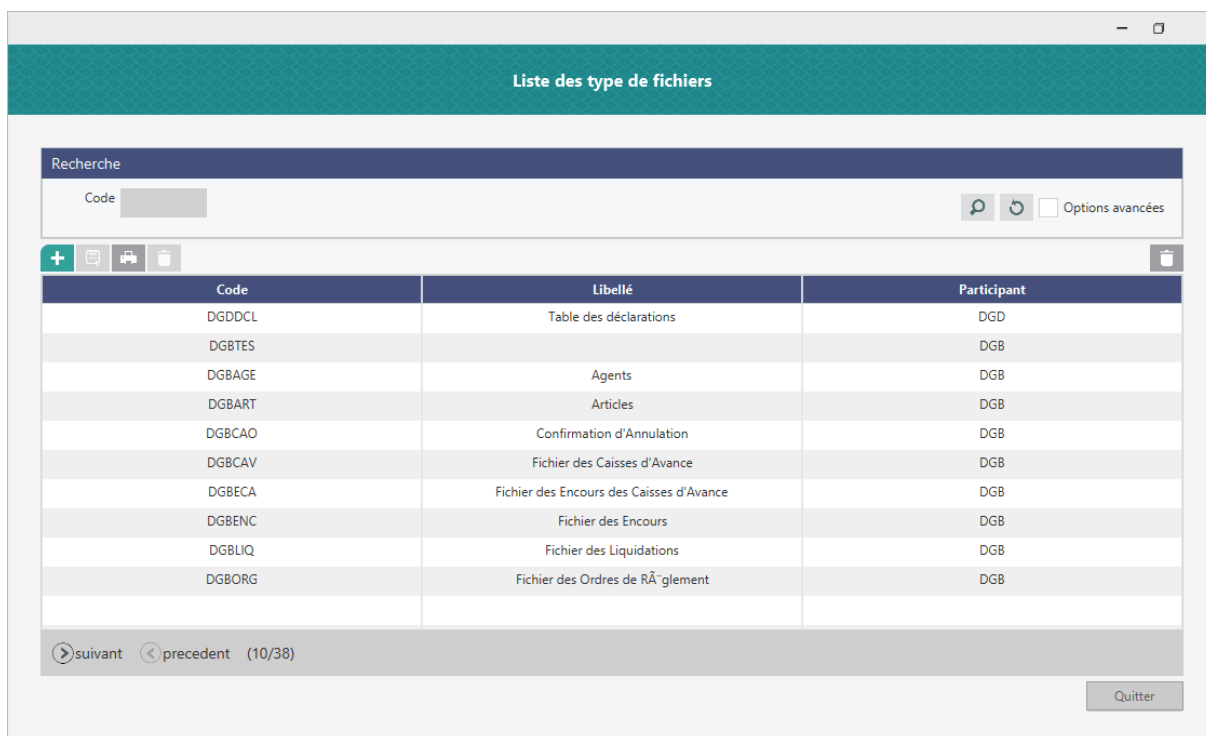 Liste des type de fichiers
Recherche
Code
Options avancées
Code Libellé Participant
DGDDCL Table des déclarations DGD
DGBTES DGB
DGBAGE Agents DGB
DGBART Articles DGB
DGBCAO Confirmation d'Annulation DGB
DGBCAV Fichier des Caisses d'Avance DGB
DGBECA Fichier des Encours des Caisses d'Avance DGB
DGBENC Fichier des Encours DGB
DGBLIQ Fichier des Liquidations DGB
DGBORG Fichier des Ordres de RÃ¨glement DGB
suivant precedent (10/38)
Quitter